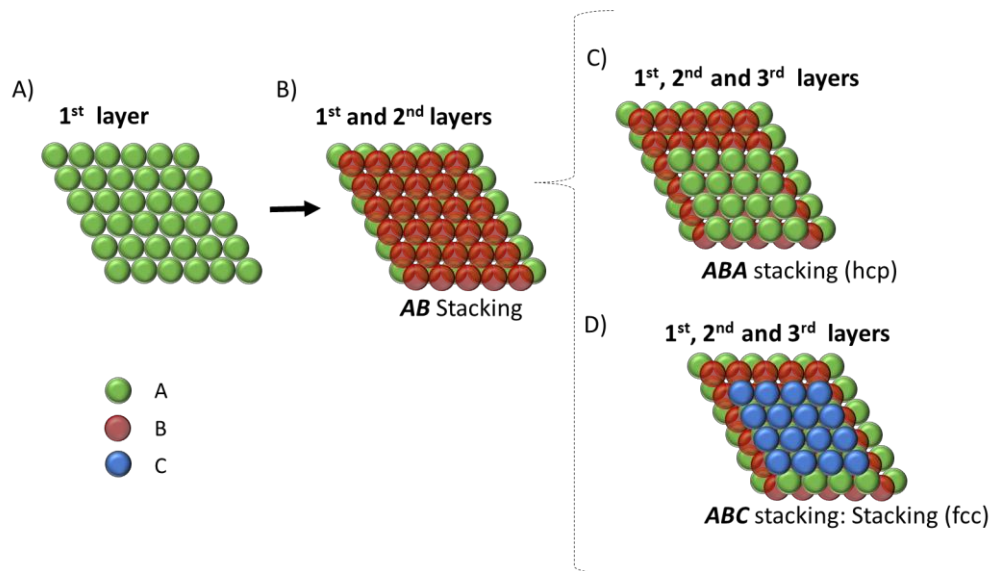 A)
1st layer
B)
1st and 2nd layers
AB Stacking
C)
1st, 2nd and 3rd layers
ABA stacking (hcp)
D)
1st, 2nd and 3rd layers
ABC stacking: Stacking (fcc)
A
B
C